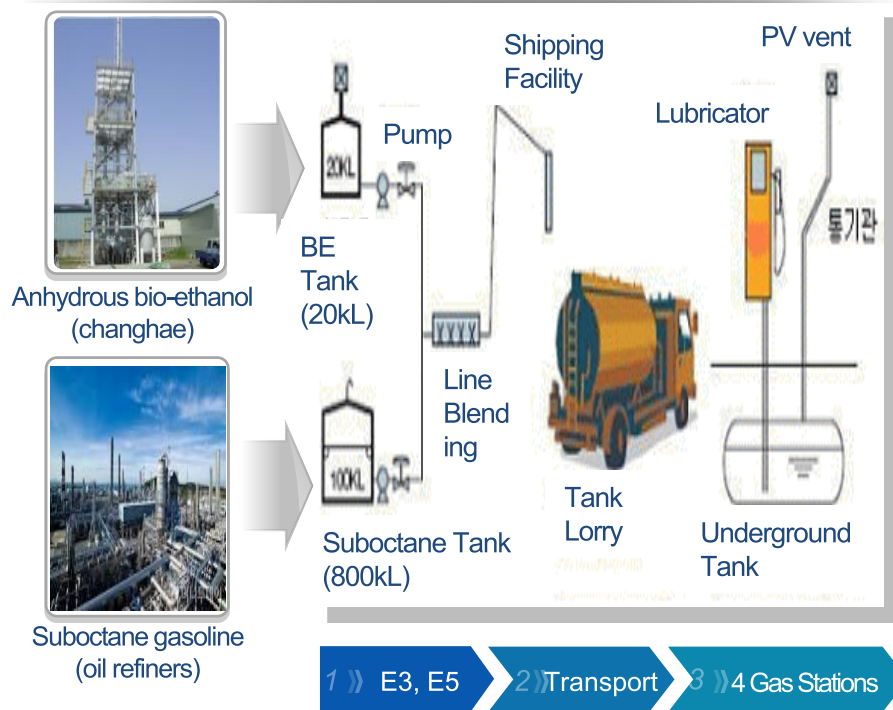 Shipping
Facility
PV vent
Lubricator
Pump
20KL
통기관
BE
Tank
(20kL)
Anhydrous bio-ethanol
(changhae)
Line
Blend
ing
100KL
Tank
Lorry
Suboctane Tank
(800kL)
Underground
Tank
Suboctane gasoline
(oil refiners)
1 》 E3, E5
2 》 Transport
3 》 4 Gas Stations